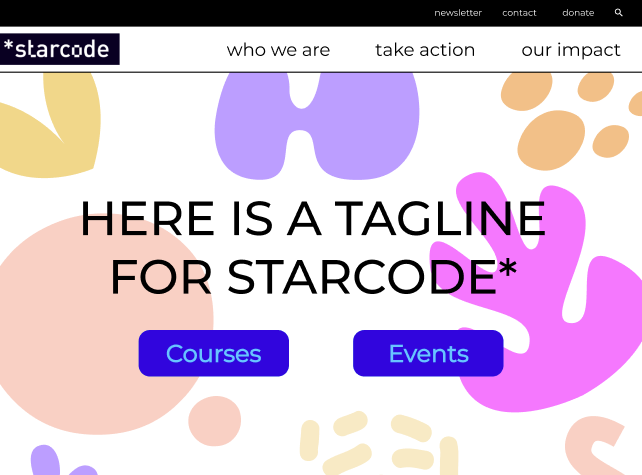 newsletter contact donate
*starcode who we are take action our impact
HERE IS A TAGLINE
FOR STARCODE*
Courses Events